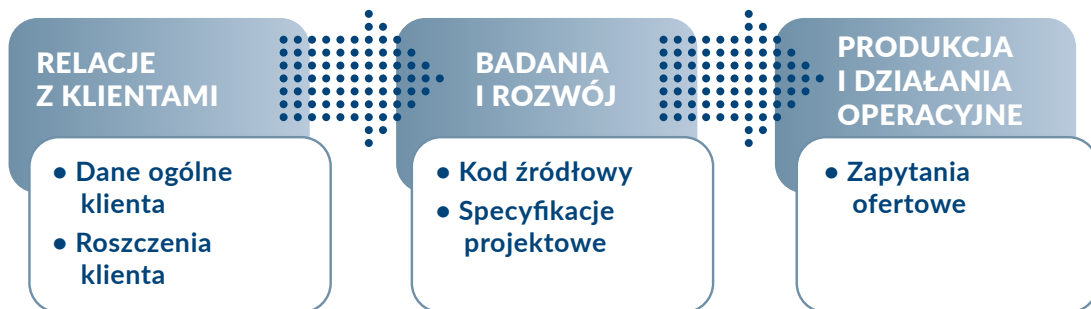 RELACJE
Z KLIENTAMI
• Dane ogólne
klienta
• Roszczenia
klienta
BADANIA
I ROZWÓJ
• Kod źródłowy
• Specyfikacje
projektowe
PRODUKCJA
I DZIAŁANIA
OPERACYJNE
• Zapytania
ofertowe